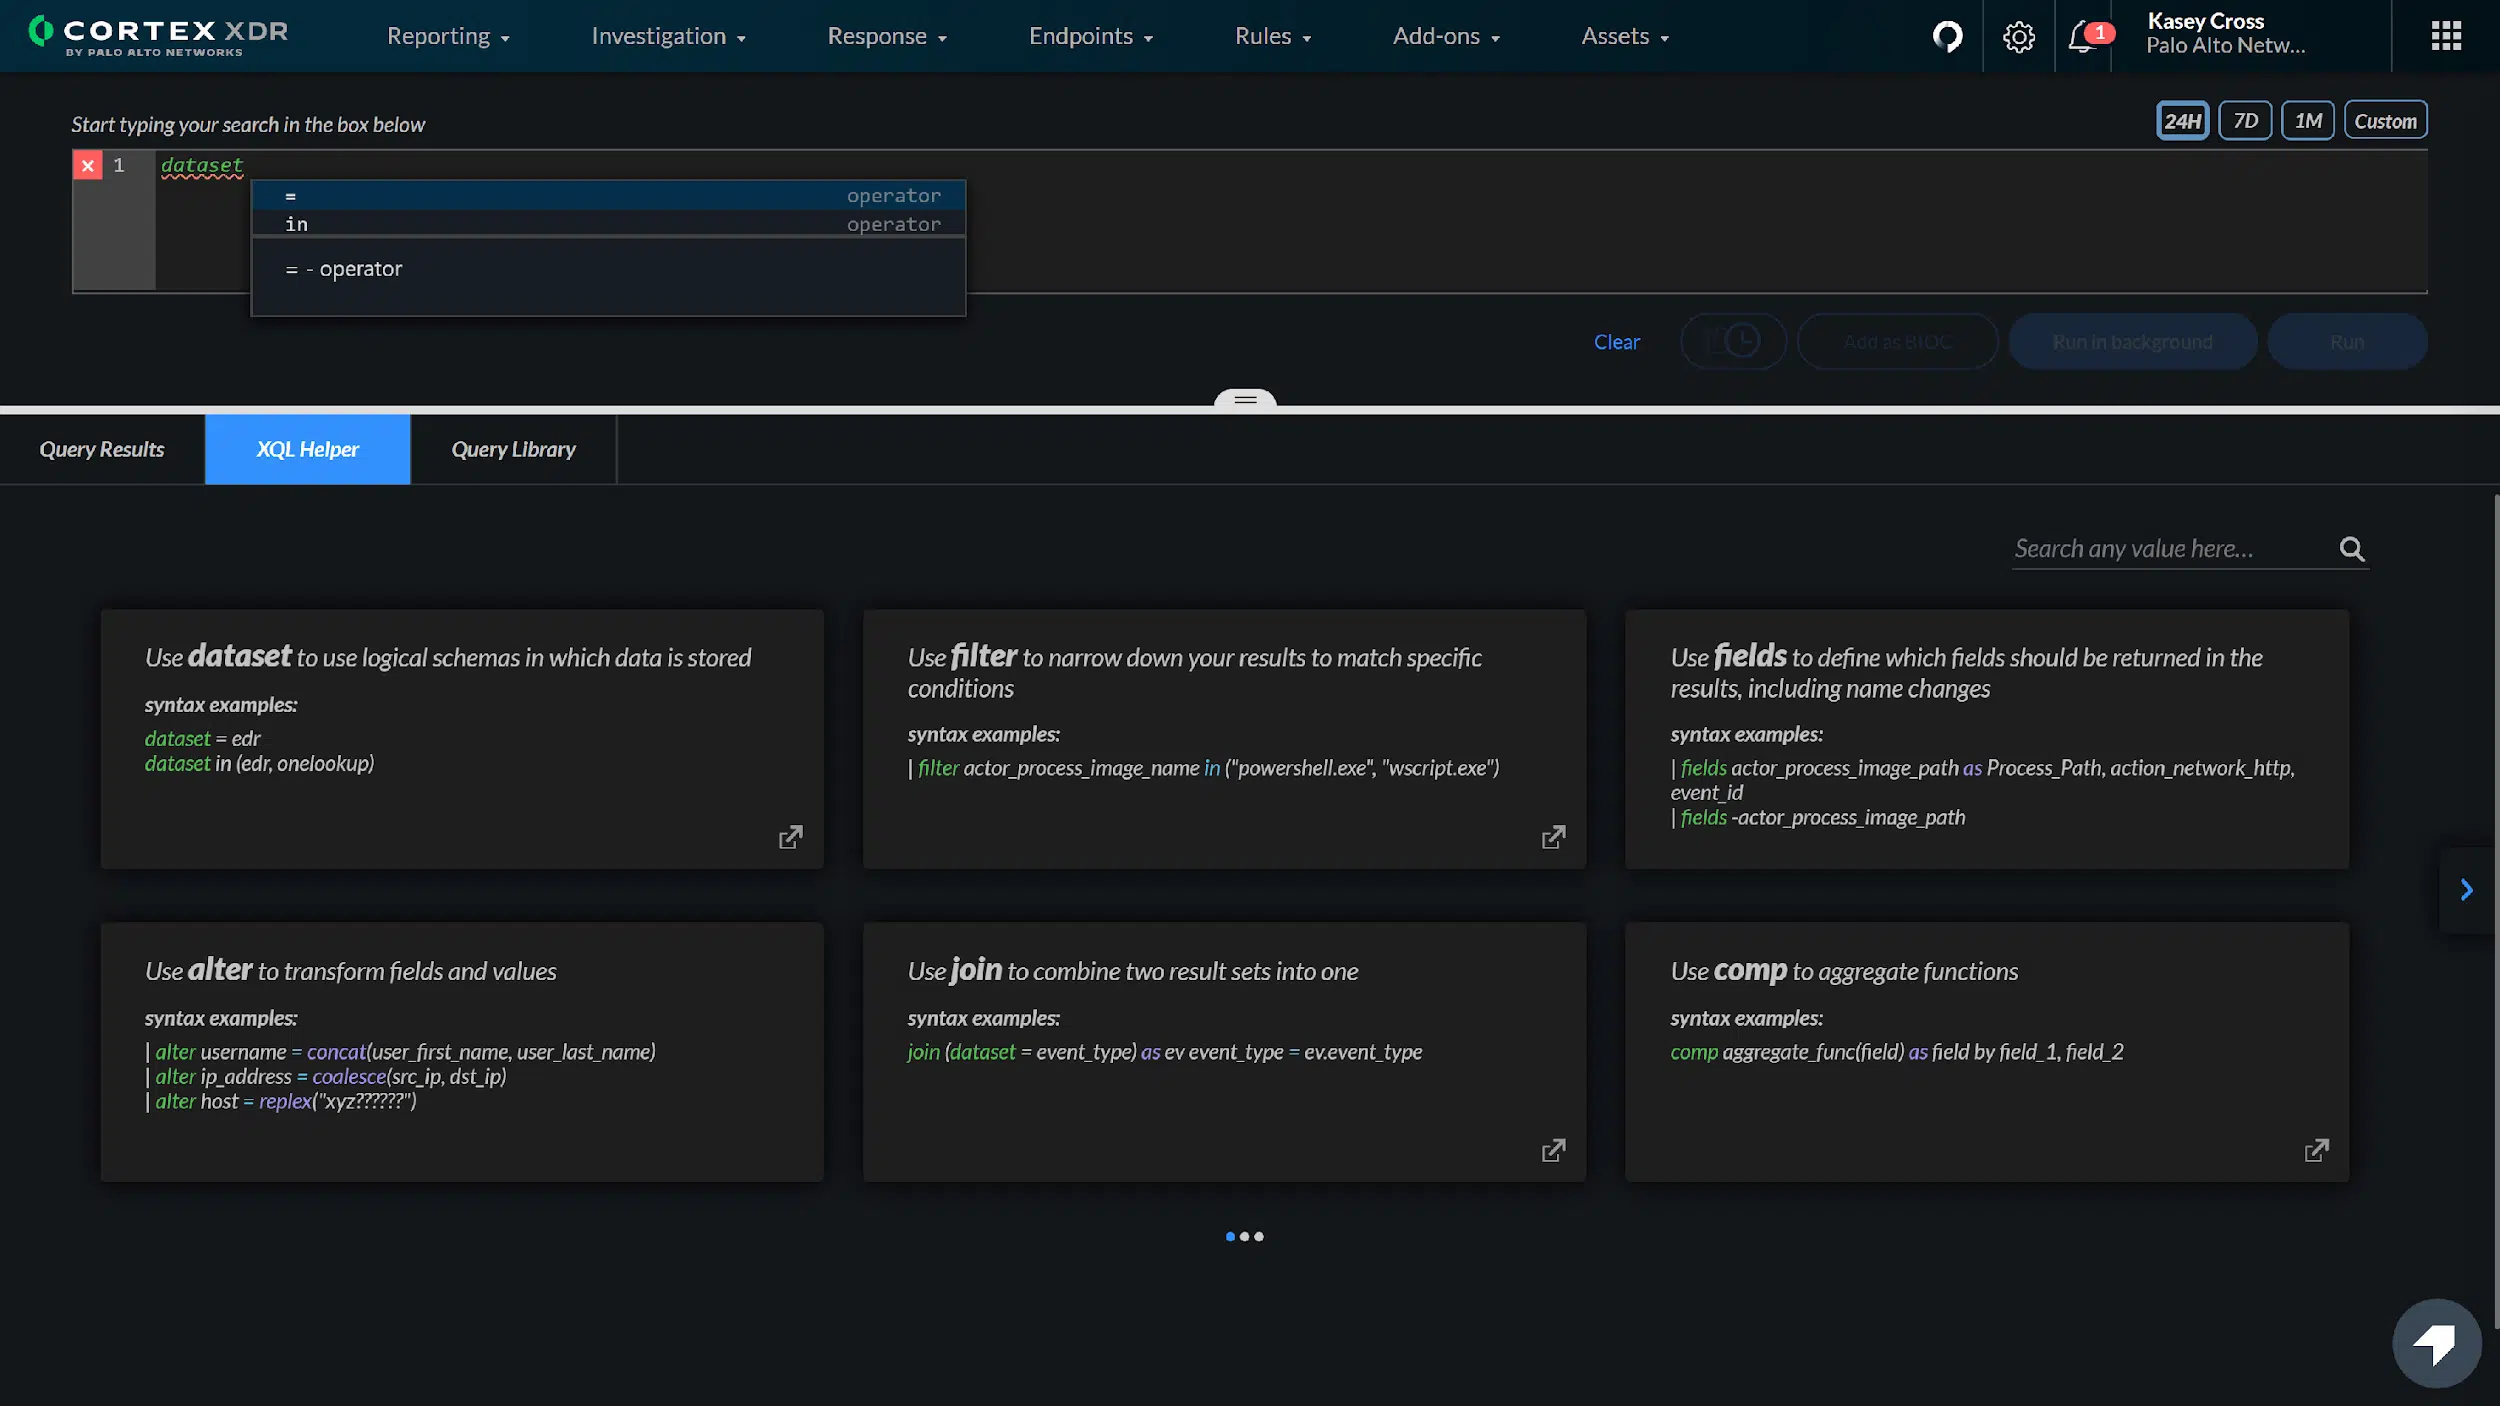 CORTEX XDR
BY PALO ALTO NETWORKS
Reporting
Investigation
Response
Endpoints
Rules
Add-ons
Assets
1
Kasey Cross
Palo Alto Netw...
Start typing your search in the box below
24H
7D
1M
Custom
1 dataset
= operator
in operator
= - operator
Clear
Add as BIOC
Run in background
Run
Query Results
XQL Helper
Query Library
Search any value here...
Use dataset to use logical schemas in which data is stored
syntax examples:
dataset = edr
dataset in (edr, onelookup)
Use filter to narrow down your results to match specific
conditions
syntax examples:
| filter actor_process_image_name in ("powershell.exe", "wscript.exe")
Use fields to define which fields should be returned in the
results, including name changes
syntax examples:
| fields actor_process_image_path as Process_Path, action_network_http,
event_id
| fields -actor_process_image_path
Use alter to transform fields and values
syntax examples:
| alter username = concat(user_first_name, user_last_name)
| alter ip_address = coalesce(src_ip, dst_ip)
| alter host = replex("xyz??????")
Use join to combine two result sets into one
syntax examples:
join (dataset = event_type) as ev event_type = ev.event_type
Use comp to aggregate functions
syntax examples:
comp aggregate_func(field) as field by field_1, field_2